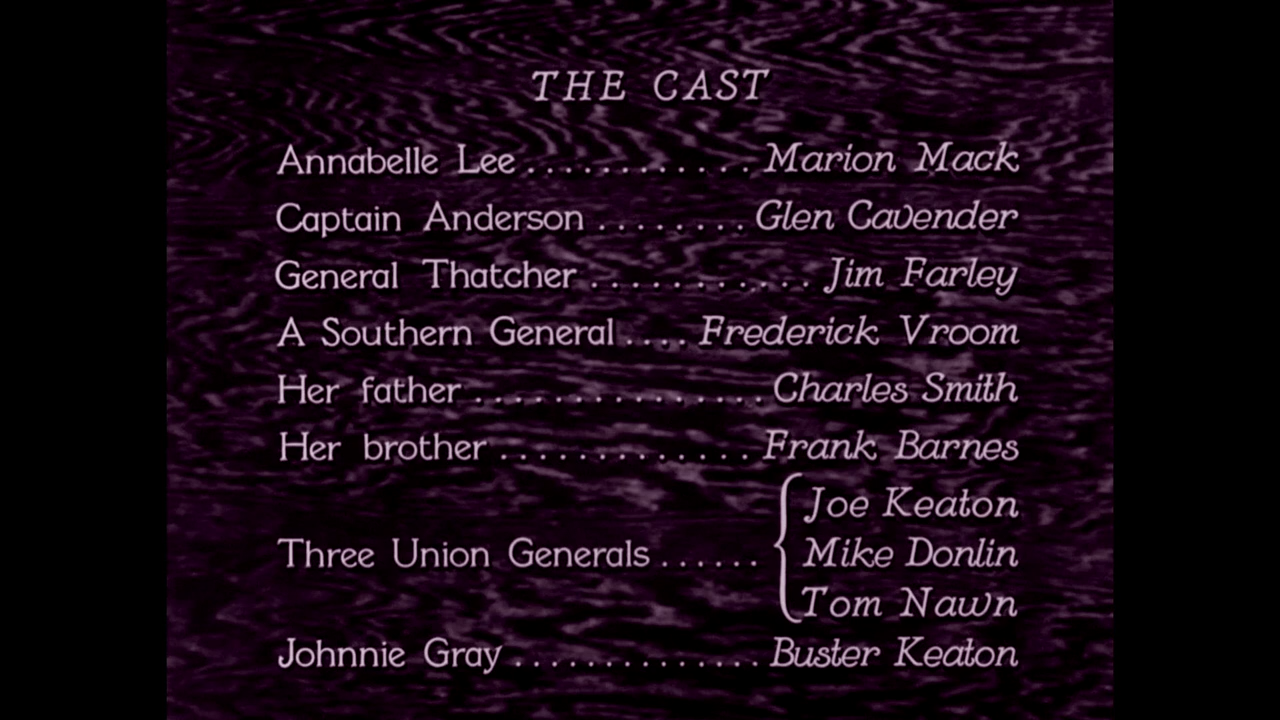 THE CAST
Annabelle Lee ............ Marion Mack
Captain Anderson ........ Glen Cavender
General Thatcher ............ Jim Farley
A Southern General .... Frederick Vroom
Her father ............... Charles Smith
Her brother ............. Frank Barnes
Joe Keaton
Three Union Generals ...... { Mike Donlin
Tom Nawn
Johnnie Gray .............. Buster Keaton